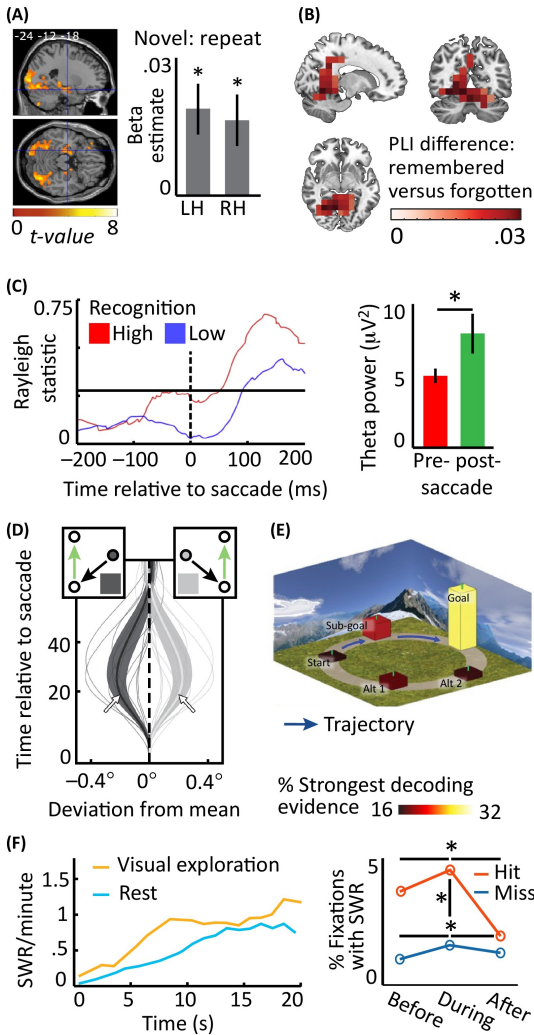 (A)
-24 -12 -18
Novel: repeat
.03
Beta
estimate
0
* *
LH RH
0 8
t-value
(B)
PLI difference:
remembered
versus forgotten
0 .03
(C)
Recognition
High Low
0.75
Rayleigh
statistic
0
−200 −100 0 100 200
Time relative to saccade (ms)
10
5
0
Theta power (μV²)
*
Pre- post-
saccade
(D)
Time relative to saccade
40
20
0
−0.4° 0° 0.4°
Deviation from mean
(E)
Goal
Sub-goal
Start
Alt 1
Alt 2
Trajectory
% Strongest decoding
evidence 16 32
(F)
Visual exploration
Rest
SWR/minute
1.5
1
.5
0
0 5 10 15 20
Time (s)
5
0
% Fixations
with SWR
*
*
*
Hit
Miss
Before During After